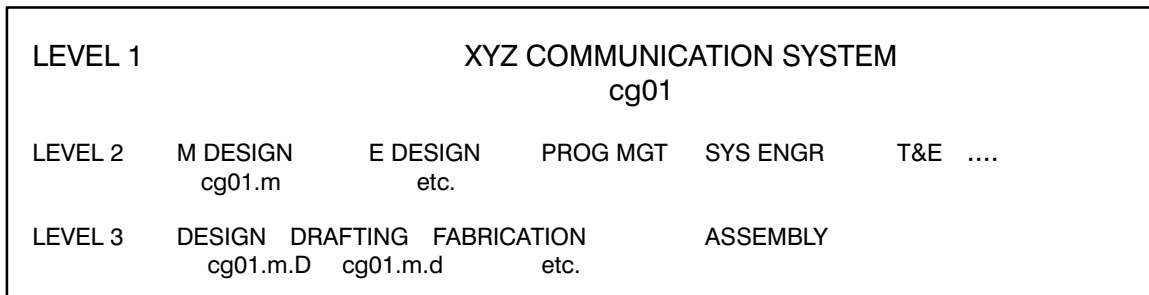 LEVEL 1 XYZ COMMUNICATION SYSTEM
cg01
LEVEL 2 M DESIGN E DESIGN PROG MGT SYS ENGR T&E ....
cg01.m etc.
LEVEL 3 DESIGN DRAFTING FABRICATION ASSEMBLY
cg01.m.D cg01.m.d etc.